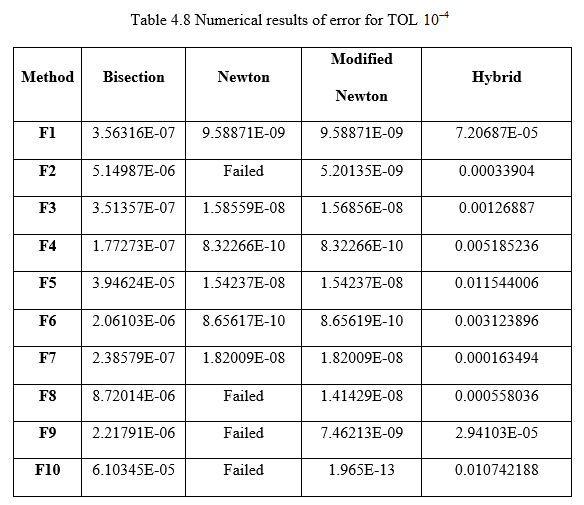 Table 4.8 Numerical results of error for TOL 10⁻⁴
Method Bisection Newton Modified Newton Hybrid
F1 3.56316E-07 9.58871E-09 9.58871E-09 7.20687E-05
F2 5.14987E-06 Failed 5.20135E-09 0.00033904
F3 3.51357E-07 1.58559E-08 1.56856E-08 0.00126887
F4 1.77273E-07 8.32266E-10 8.32266E-10 0.005185236
F5 3.94624E-05 1.54237E-08 1.54237E-08 0.011544006
F6 2.06103E-06 8.65617E-10 8.65619E-10 0.003123896
F7 2.38579E-07 1.82009E-08 1.82009E-08 0.000163494
F8 8.72014E-06 Failed 1.41429E-08 0.000558036
F9 2.21791E-06 Failed 7.46213E-09 2.94103E-05
F10 6.10345E-05 Failed 1.965E-13 0.010742188